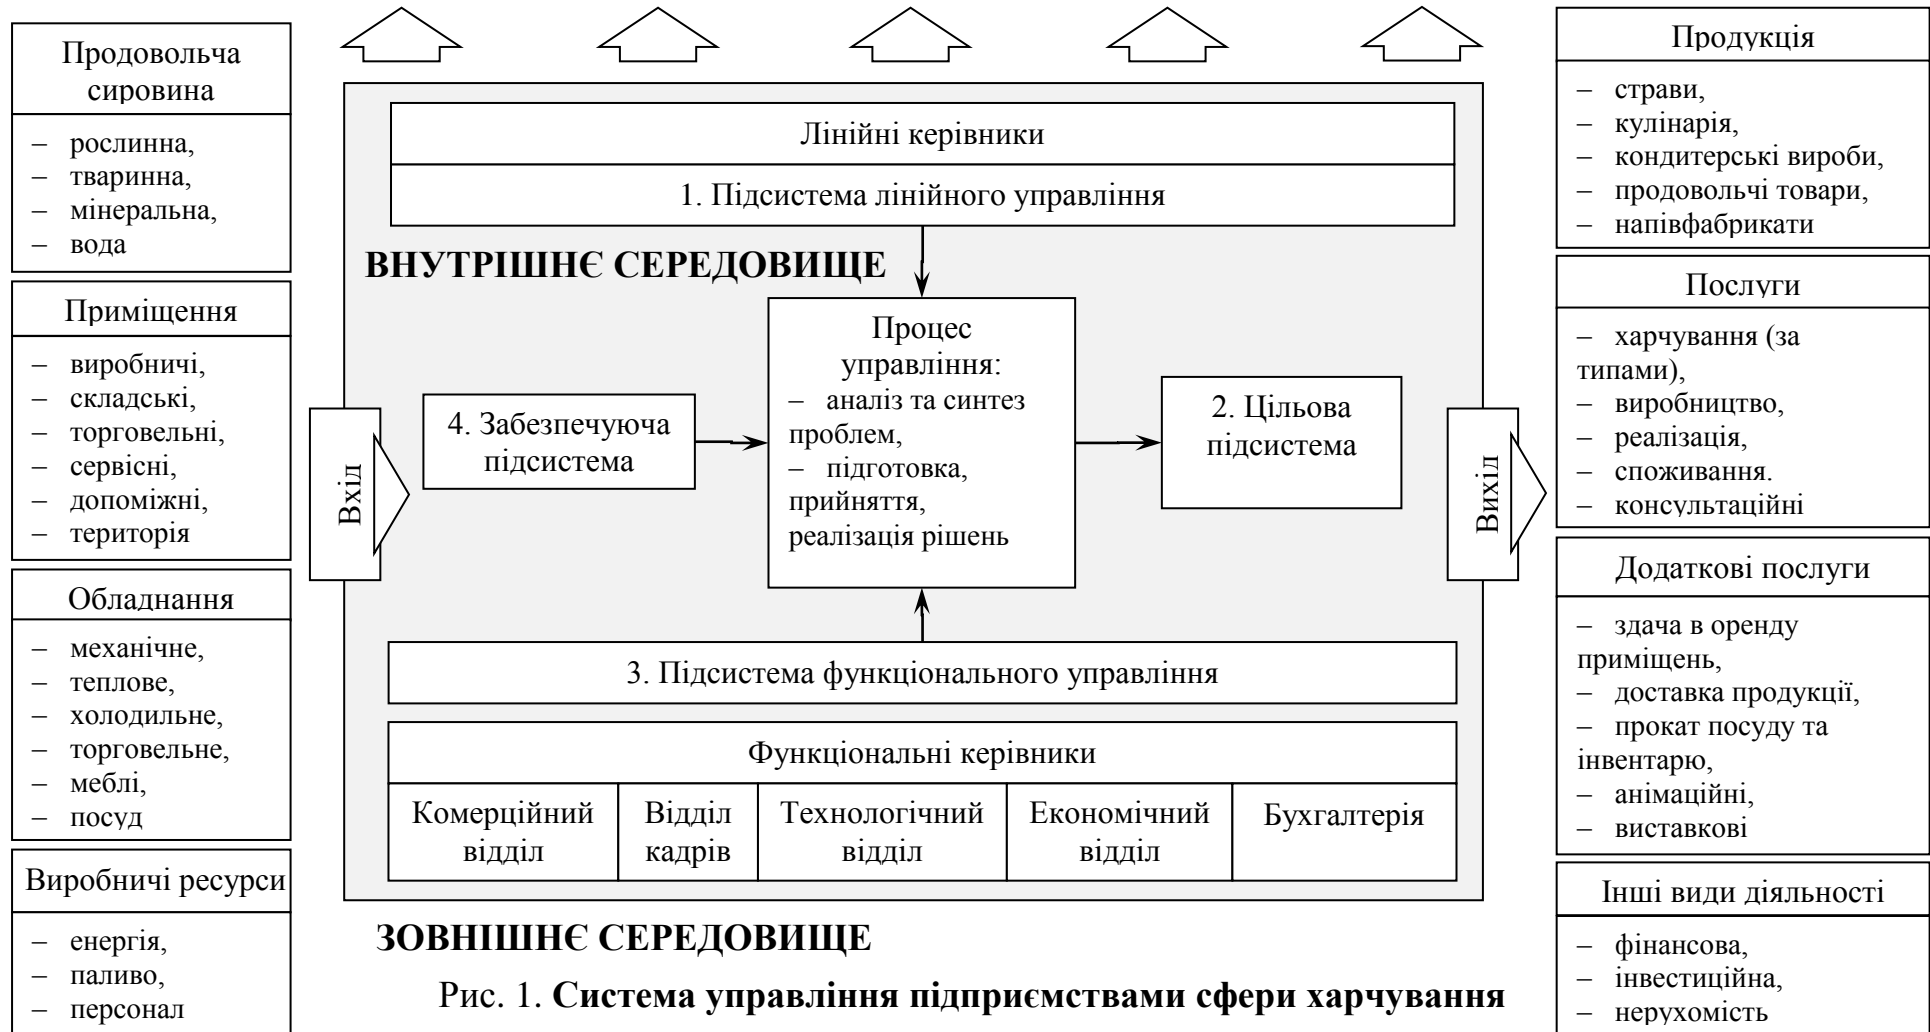 Продовольча
сировина
– рослинна,
– тваринна,
– мінеральна,
– вода
Приміщення
– виробничі,
– складські,
– торговельні,
– сервісні,
– допоміжні,
– територія
Обладнання
– механічне,
– теплове,
– холодильне,
– торговельне,
– меблі,
– посуд
Виробничі ресурси
– енергія,
– паливо,
– персонал
Вхід
Лінійні керівники
1. Підсистема лінійного управління
ВНУТРІШНЄ СЕРЕДОВИЩЕ
4. Забезпечуюча
підсистема
Процес
управління:
– аналіз та синтез
проблем,
– підготовка,
прийняття,
реалізація рішень
2. Цільова
підсистема
3. Підсистема функціонального управління
Функціональні керівники
Комерційний
відділ
Відділ
кадрів
Технологічний
відділ
Економічний
відділ
Бухгалтерія
Вихід
Продукція
– страви,
– кулінарія,
– кондитерські вироби,
– продовольчі товари,
– напівфабрикати
Послуги
– харчування (за
типами),
– виробництво,
– реалізація,
– споживання.
– консультаційні
Додаткові послуги
– здача в оренду
приміщень,
– доставка продукції,
– прокат посуду та
інвентарю,
– анімаційні,
– виставкові
Інші види діяльності
– фінансова,
– інвестиційна,
– нерухомість
ЗОВНІШНЄ СЕРЕДОВИЩЕ
Рис. 1. Система управління підприємствами сфери харчування